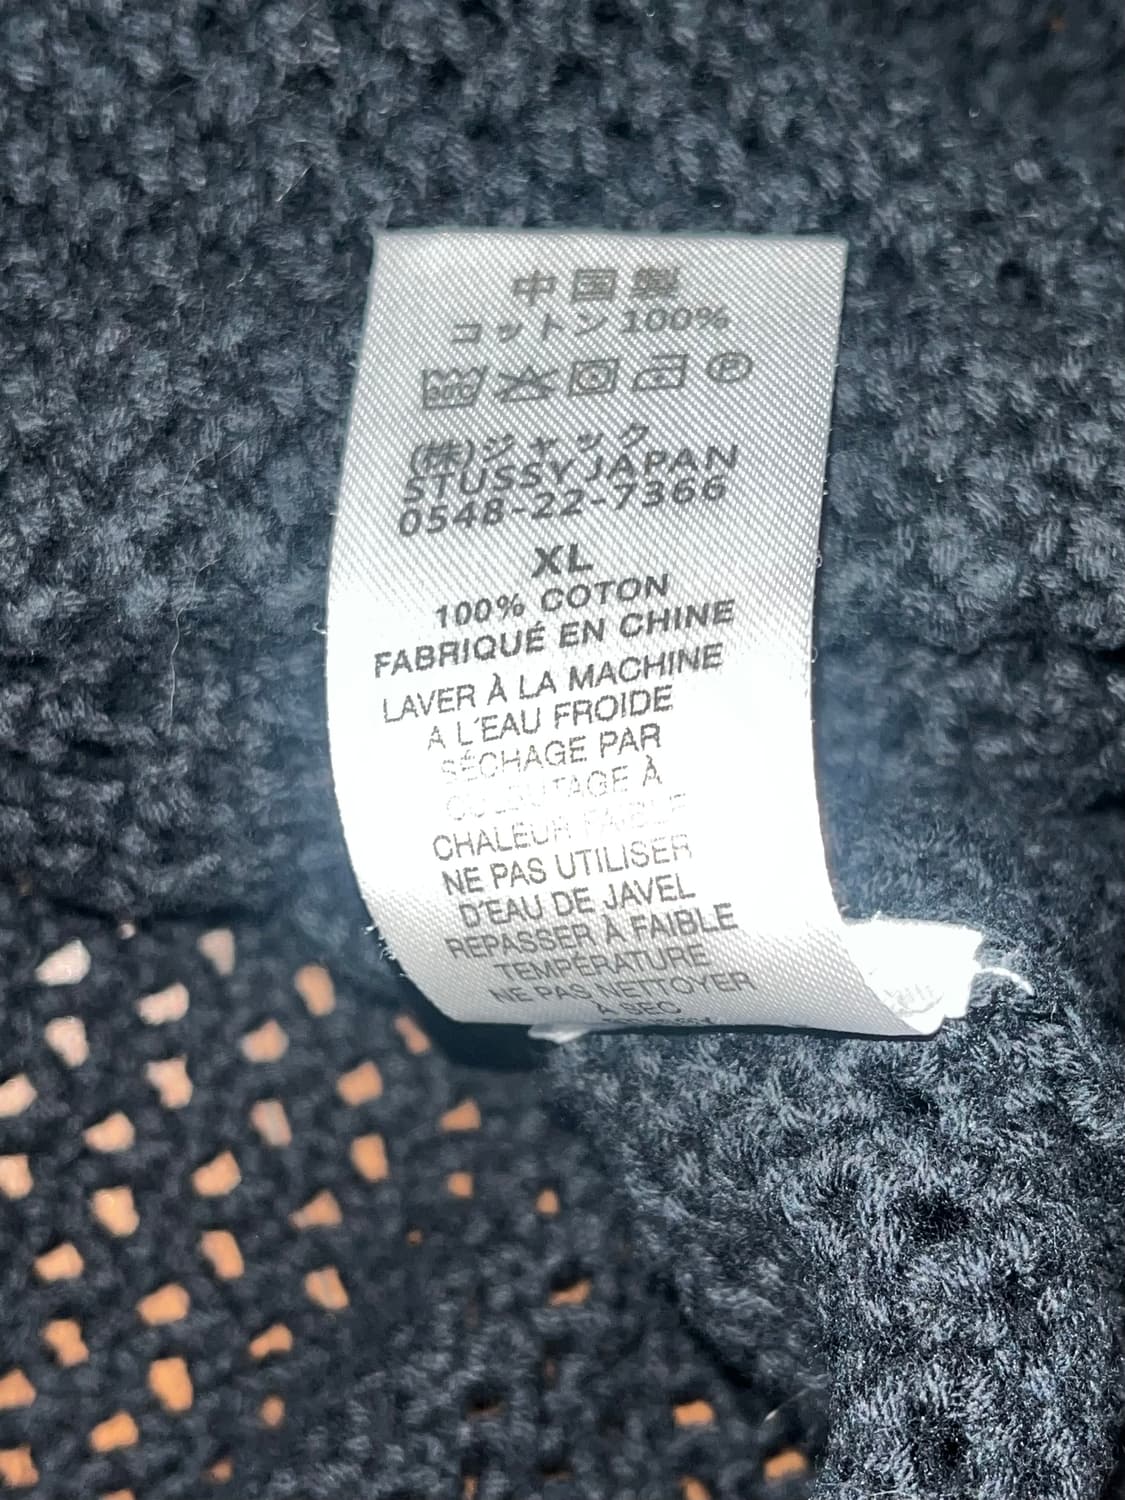 中国製
コットン100%
(株)ジャック
STUSSY JAPAN
0548-22-7366
XL
100% COTON
FABRIQUÉ EN CHINE
LAVER À LA MACHINE
A L'EAU FROIDE
SÉCHAGE PAR
À
CHALEUR FAIBLE
NE PAS UTILISER
D'EAU DE JAVEL
REPASSER À FAIBLE
TEMPÉRATURE
NE PAS NETTOYER
À SEC